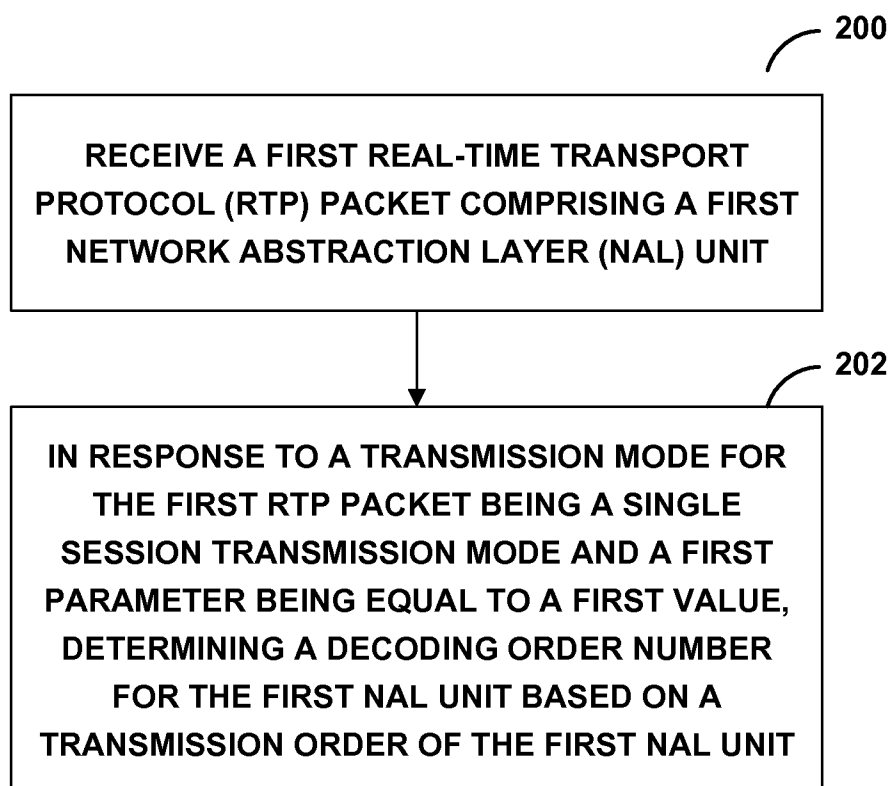 200
RECEIVE A FIRST REAL-TIME TRANSPORT
PROTOCOL (RTP) PACKET COMPRISING A FIRST
NETWORK ABSTRACTION LAYER (NAL) UNIT
202
IN RESPONSE TO A TRANSMISSION MODE FOR
THE FIRST RTP PACKET BEING A SINGLE
SESSION TRANSMISSION MODE AND A FIRST
PARAMETER BEING EQUAL TO A FIRST VALUE,
DETERMINING A DECODING ORDER NUMBER
FOR THE FIRST NAL UNIT BASED ON A
TRANSMISSION ORDER OF THE FIRST NAL UNIT